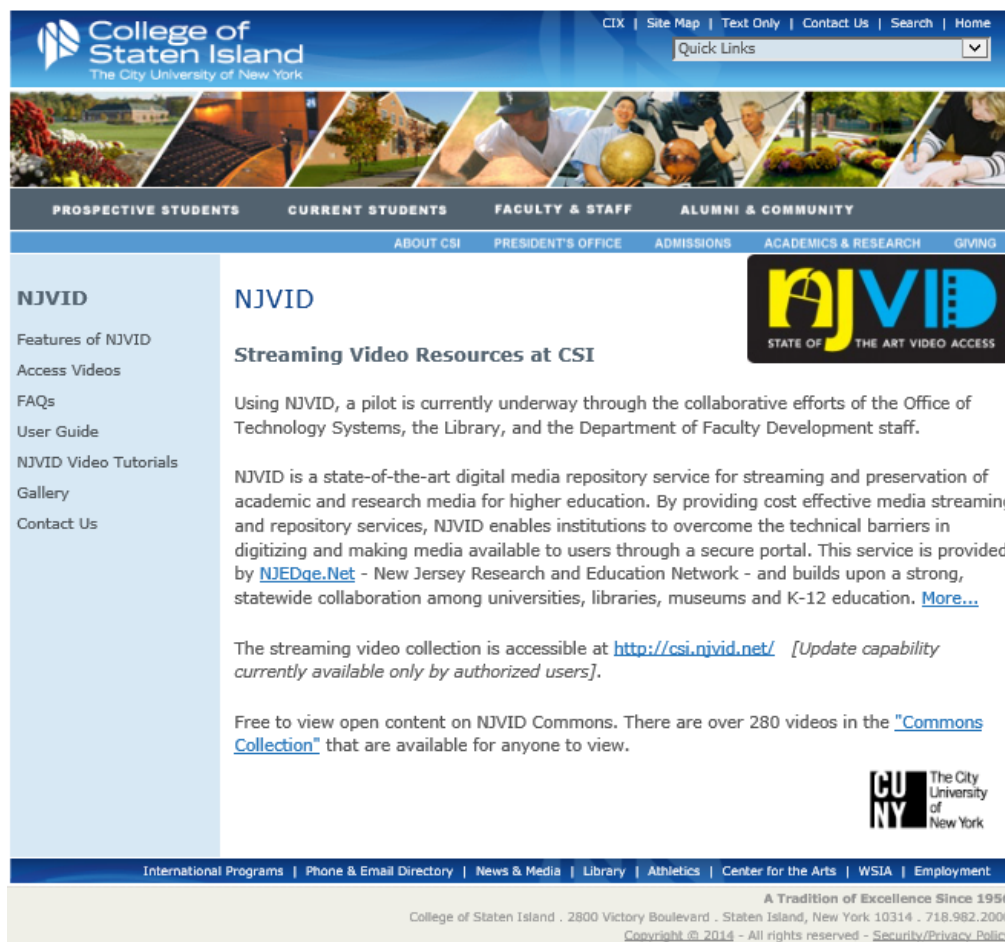 College of
Staten Island
The City University of New York
CIX | Site Map | Text Only | Contact Us | Search | Home
Quick Links
PROSPECTIVE STUDENTS CURRENT STUDENTS FACULTY & STAFF ALUMNI & COMMUNITY
ABOUT CSI PRESIDENT'S OFFICE ADMISSIONS ACADEMICS & RESEARCH GIVING
NJVID
Features of NJVID
Access Videos
FAQs
User Guide
NJVID Video Tutorials
Gallery
Contact Us
NJVID
njVID
STATE OF THE ART VIDEO ACCESS
Streaming Video Resources at CSI
Using NJVID, a pilot is currently underway through the collaborative efforts of the Office of
Technology Systems, the Library, and the Department of Faculty Development staff.
NJVID is a state-of-the-art digital media repository service for streaming and preservation of
academic and research media for higher education. By providing cost effective media streaming
and repository services, NJVID enables institutions to overcome the technical barriers in
digitizing and making media available to users through a secure portal. This service is provided
by NJEDge.Net - New Jersey Research and Education Network - and builds upon a strong,
statewide collaboration among universities, libraries, museums and K-12 education. More...
The streaming video collection is accessible at http://csi.njvid.net/ [Update capability
currently available only by authorized users].
Free to view open content on NJVID Commons. There are over 280 videos in the "Commons
Collection" that are available for anyone to view.
CU
NY
The City
University
of
New York
International Programs | Phone & Email Directory | News & Media | Library | Athletics | Center for the Arts | WSIA | Employment
A Tradition of Excellence Since 1956
College of Staten Island . 2800 Victory Boulevard . Staten Island, New York 10314 . 718.982.200
Copyright © 2014 - All rights reserved - Security/Privacy Policy